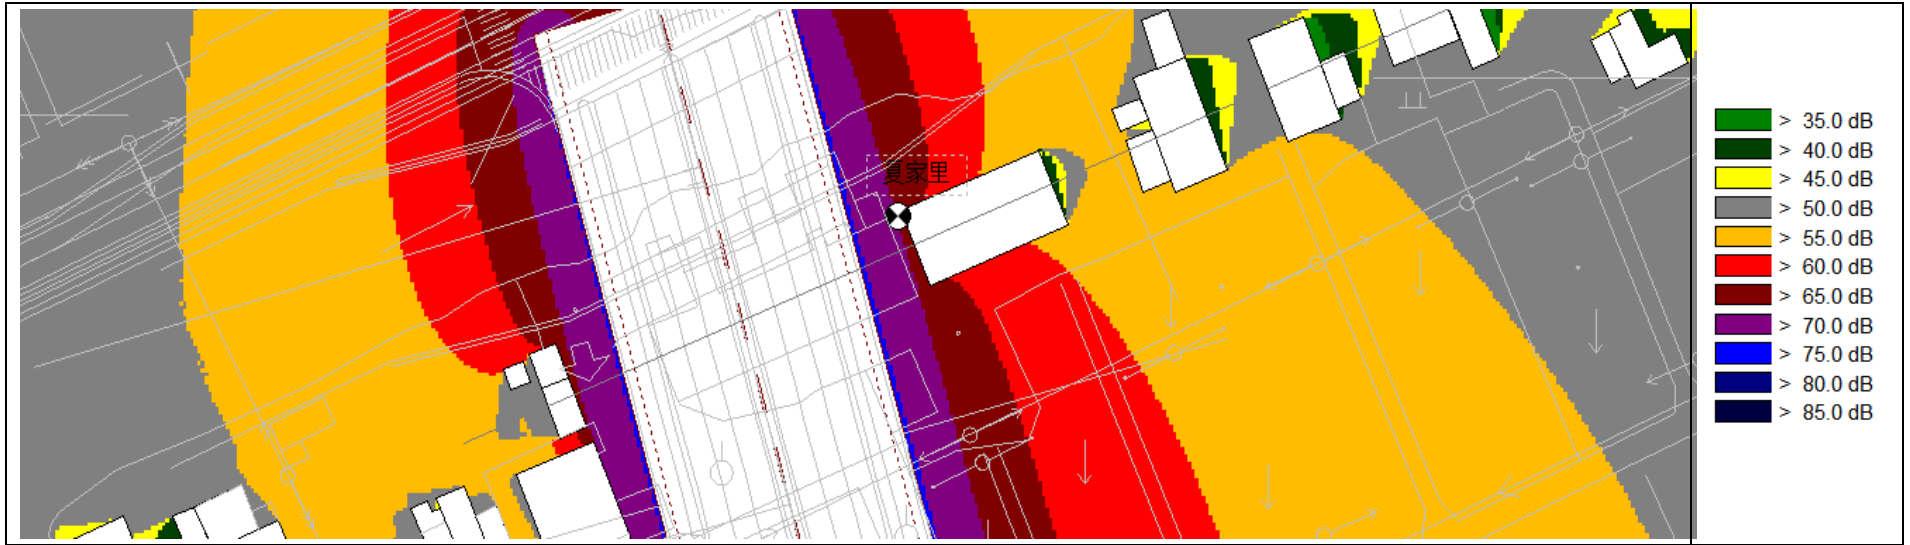 夏家里
> 35.0 dB
> 40.0 dB
> 45.0 dB
> 50.0 dB
> 55.0 dB
> 60.0 dB
> 65.0 dB
> 70.0 dB
> 75.0 dB
> 80.0 dB
> 85.0 dB